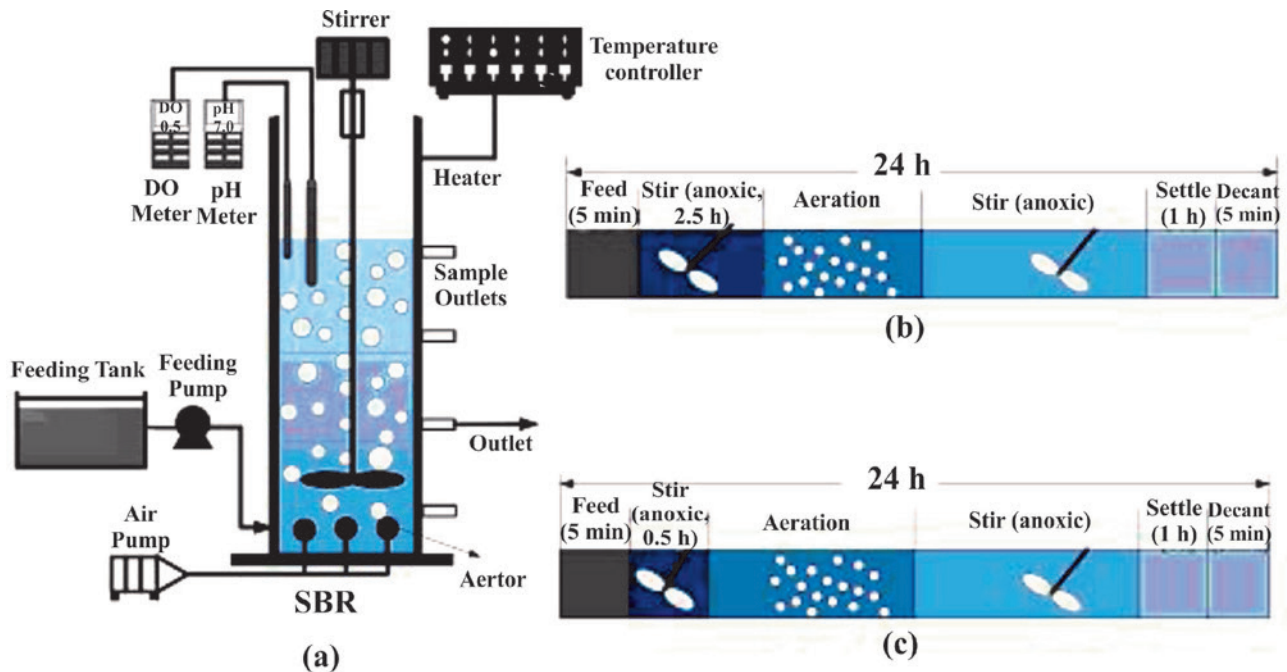 Stirrer
Temperature
controller
DO
0.5
pH
7.0
DO
Meter
pH
Meter
Heater
Sample
Outlets
Feeding Tank
Feeding
Pump
Outlet
Air
Pump
Aertor
SBR
(a)
24 h
Feed
(5 min)
Stir (anoxic,
2.5 h)
Aeration
Stir (anoxic)
Settle
(1 h)
Decant
(5 min)
(b)
24 h
Feed
(5 min)
Stir
(anoxic,
0.5 h)
Aeration
Stir (anoxic)
Settle
(1 h)
Decant
(5 min)
(c)